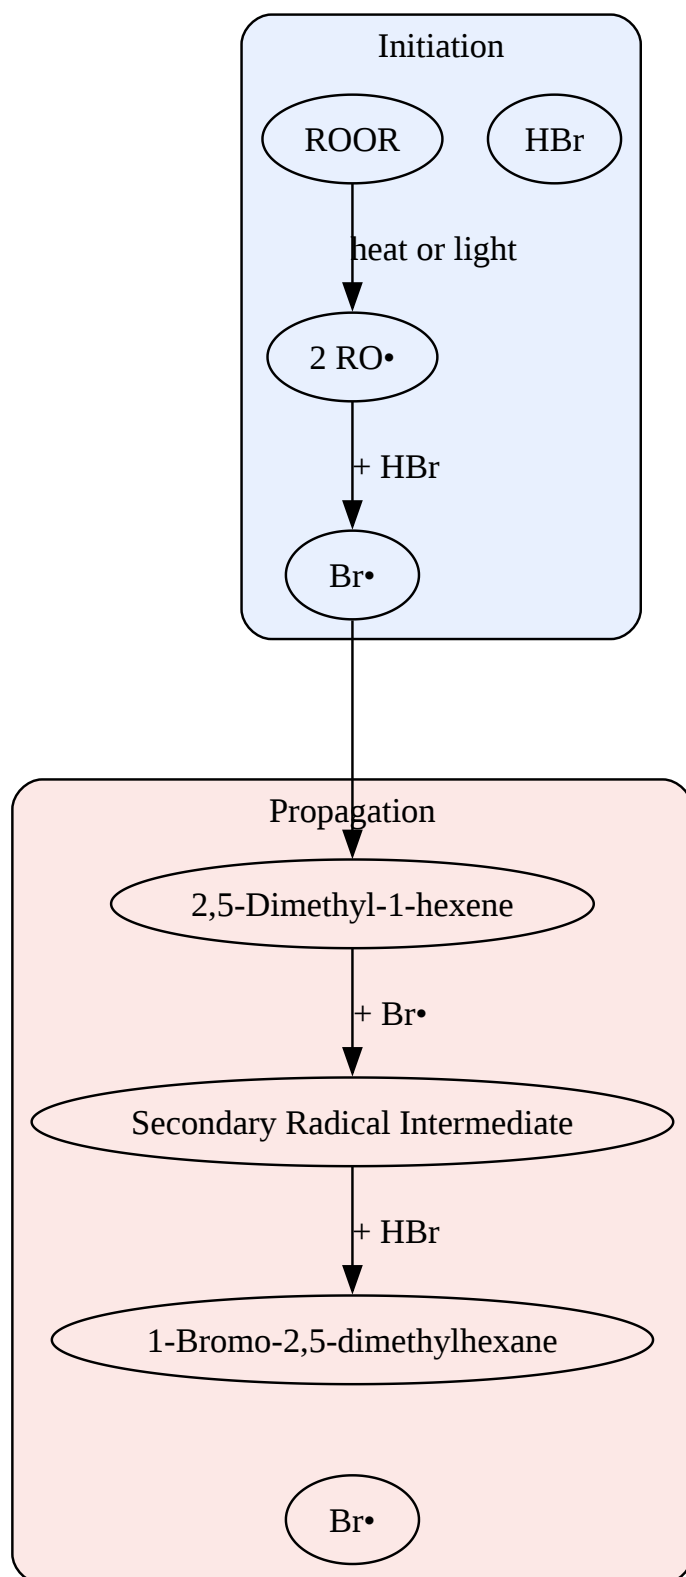 Initiation
ROOR
HBr
heat or light
2 RO•
+ HBr
Br•
Propagation
2,5-Dimethyl-1-hexene
+ Br•
Secondary Radical Intermediate
+ HBr
1-Bromo-2,5-dimethylhexane
Br•